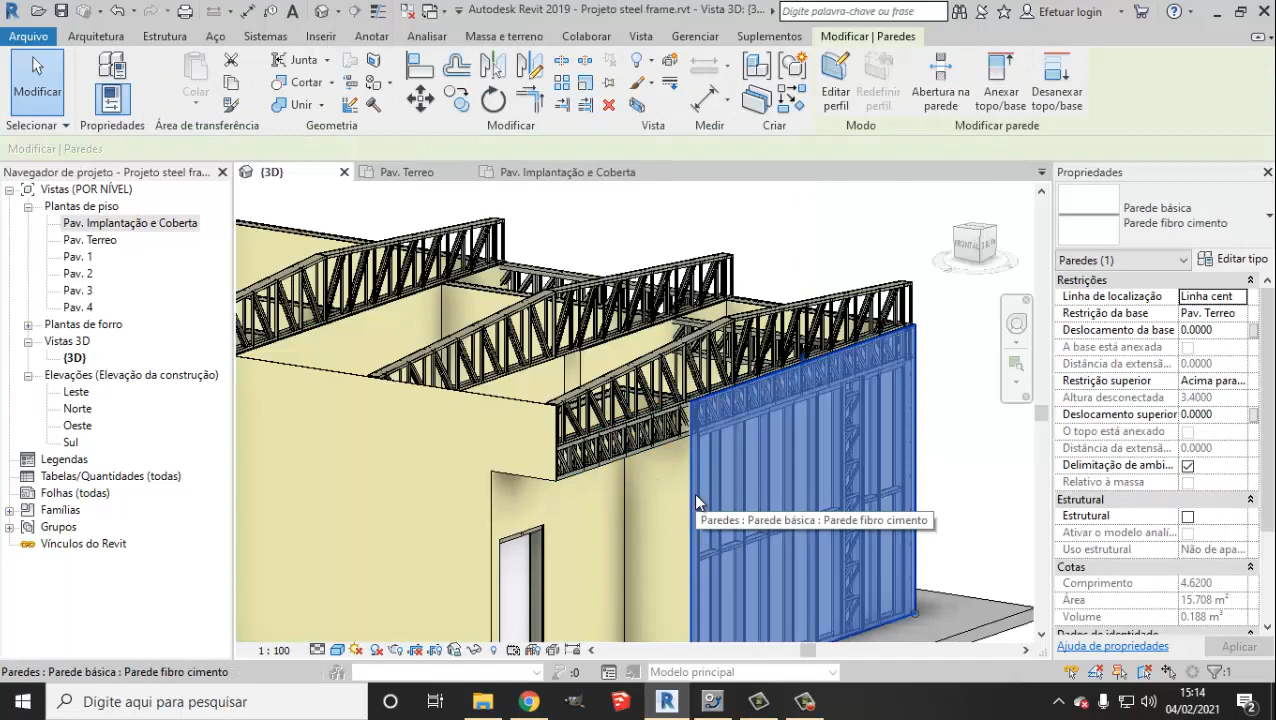 Autodesk Revit 2019 - Projeto steel frame.rvt - Vista 3D: {3...
Digite palavra-chave ou frase
Efetuar login
Arquivo Arquitetura Estrutura Aço Sistemas Inserir Anotar Analisar Massa e terreno Colaborar Vista Gerenciar Suplementos Modificar | Paredes
Modificar
Colar
Junta
Cortar
Unir
Editar perfil
Redefinir perfil
Abertura na parede
Anexar topo/base
Desanexar topo/base
Selecionar Propriedades Área de transferência Geometria Modificar Vista Medir Criar Modo Modificar parede
Modificar | Paredes
Navegador de projeto - Projeto steel fra...
Vistas (POR NÍVEL)
Plantas de piso
Pav. Implantação e Coberta
Pav. Terreo
Pav. 1
Pav. 2
Pav. 3
Pav. 4
Plantas de forro
Vistas 3D
{3D}
Elevações (Elevação da construção)
Leste
Norte
Oeste
Sul
Legendas
Tabelas/Quantidades (todas)
Folhas (todas)
Famílias
Grupos
Vínculos do Revit
{3D} Pav. Terreo Pav. Implantação e Coberta
FRONTAL
Paredes : Parede básica : Parede fibro cimento
Propriedades
Parede básica
Parede fibro cimento
Paredes (1) Editar tipo
Restrições
Linha de localização Linha cent
Restrição da base Pav. Terreo
Deslocamento da base 0.0000
A base está anexada
Distância da extensã... 0.0000
Restrição superior Acima para...
Altura desconectada 3.4000
Deslocamento superior 0.0000
O topo está anexado
Distância da extensã... 0.0000
Delimitação de ambi...
Relativo à massa
Estrutural
Estrutural
Ativar o modelo analí...
Uso estrutural Não de apa...
Cotas
Comprimento 4.6200
Área 15.708 m²
Volume 0.188 m³
Dados de identidade
Ajuda de propriedades Aplicar
1 : 100
Paredes : Parede básica : Parede fibro cimento
:0
Modelo principal
:1
Digite aqui para pesquisar
15:14
04/02/2021
2